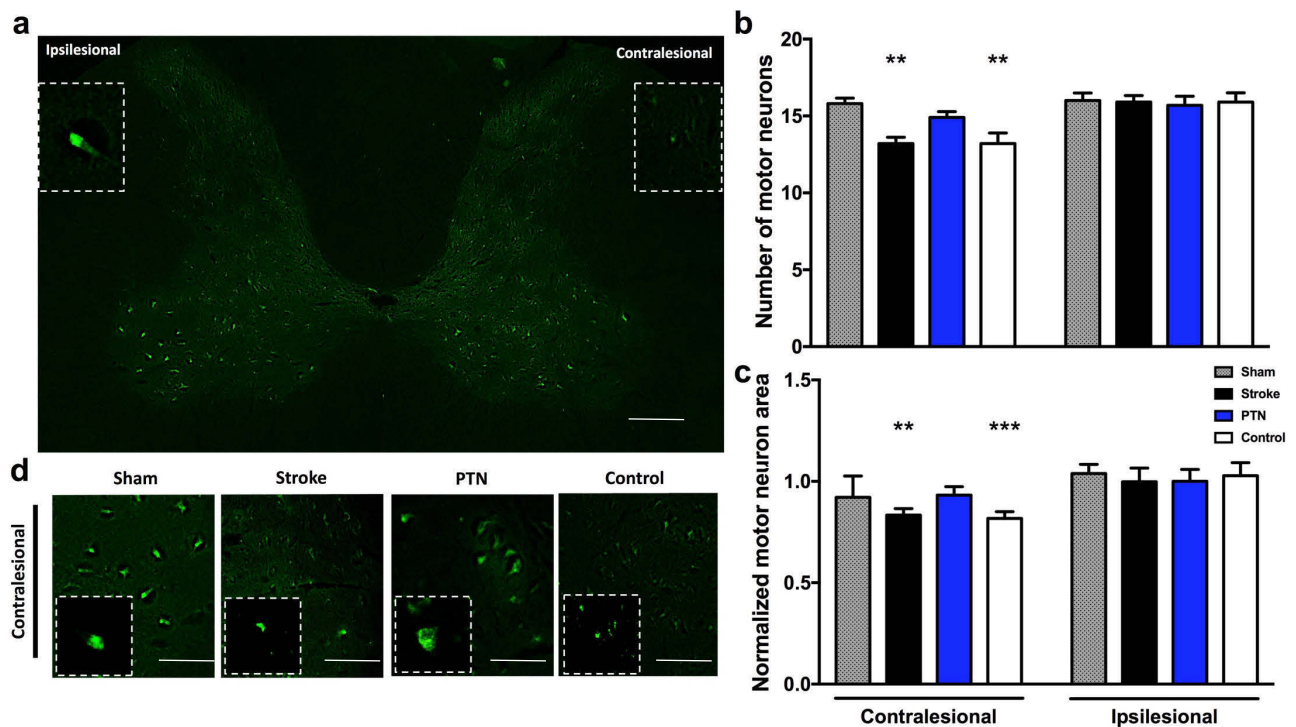 a
Ipsilesional
Contralesional
b
Number of motor neurons
20
15
10
5
0
**
**
c
Normalized motor neuron area
1.5
1.0
0.5
0.0
**
***
Sham
Stroke
PTN
Control
Contralesional
Ipsilesional
d
Sham
Stroke
PTN
Control
Contralesional